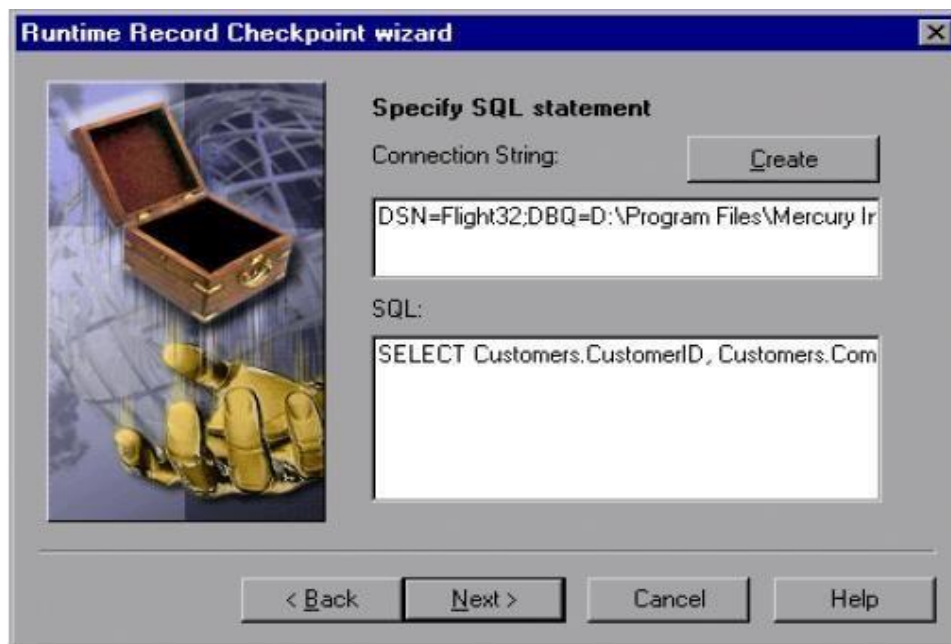 Runtime Record Checkpoint wizard
Specify SQL statement
Connection String:
Create
DSN=Flight32;DBQ=D:\Program Files\Mercury
SQL:
SELECT Customers.CustomerID, Customers.Com
< Back
Next >
Cancel
Help